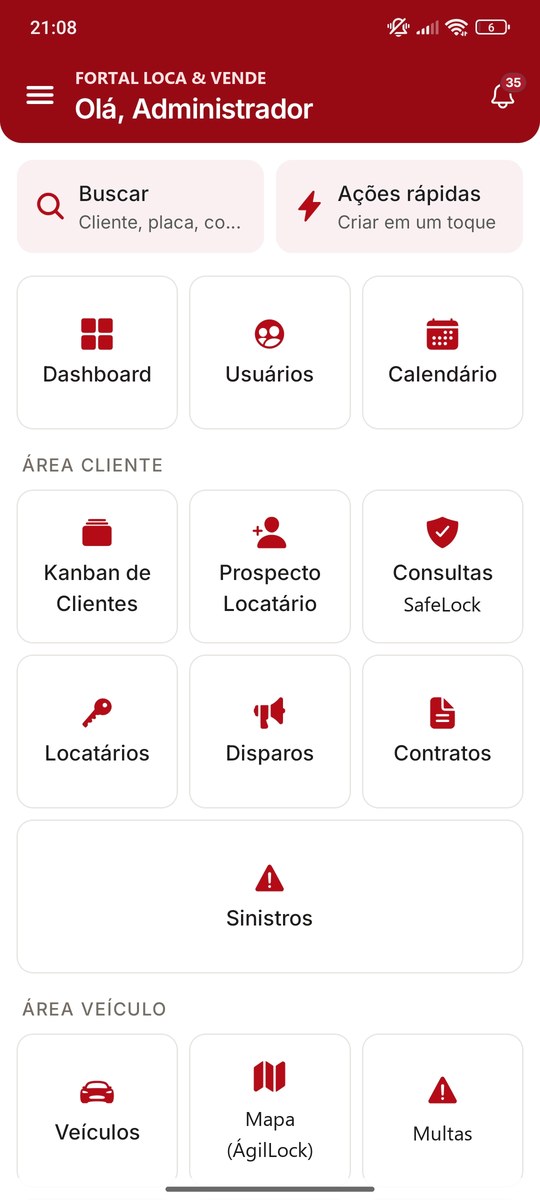 21:08
6
FORTAL LOCA & VENDE
Olá, Administrador
35
Buscar
Cliente, placa, co...
Ações rápidas
Criar em um toque
Dashboard
Usuários
Calendário
ÁREA CLIENTE
Kanban de
Clientes
Prospecto
Locatário
Consultas
SafeLock
Locatários
Disparos
Contratos
Sinistros
ÁREA VEÍCULO
Veículos
Mapa
(ÁgilLock)
Multas